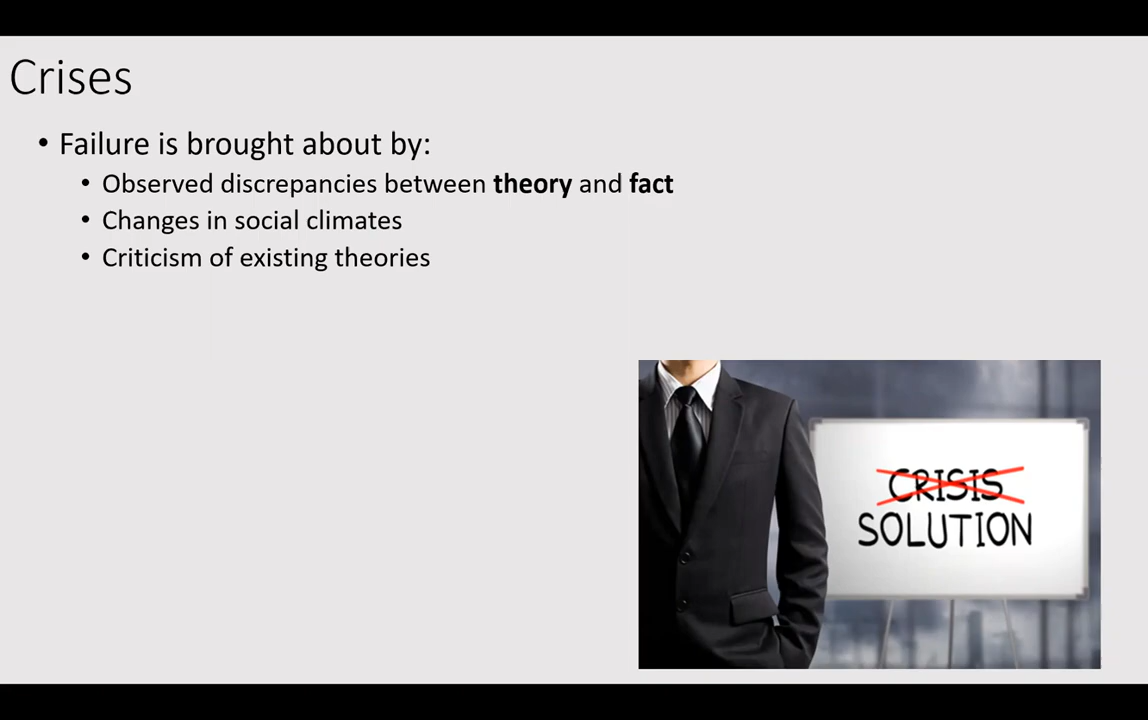 Crises
• Failure is brought about by:
• Observed discrepancies between theory and fact
• Changes in social climates
• Criticism of existing theories
CRISIS
SOLUTION